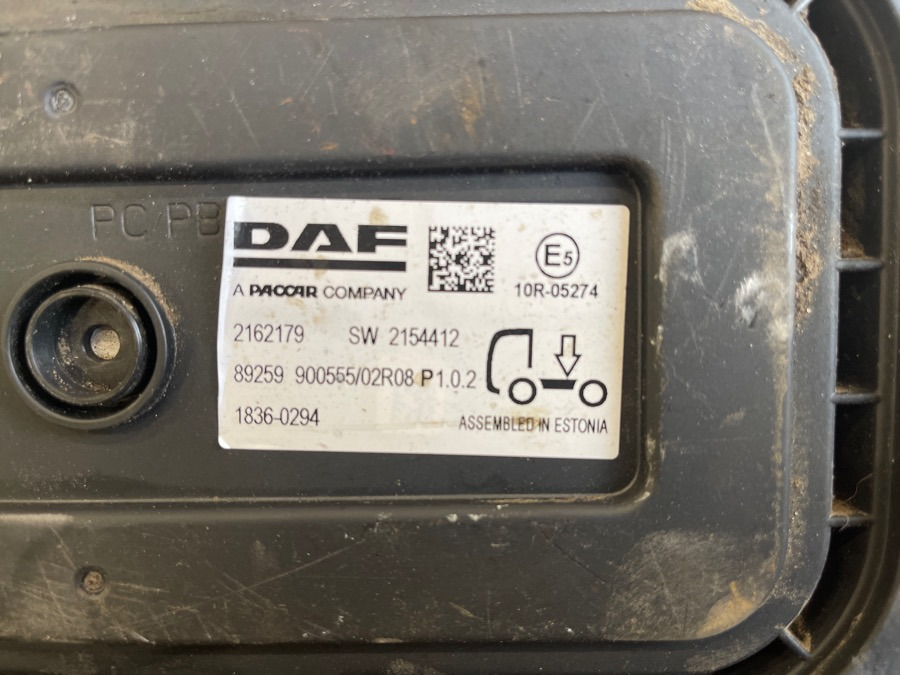 PC PB
DAF
A PACCAR COMPANY
E5
10R-05274
2162179 SW 2154412
89259 900555/02R08 P1.0.2
1836-0294
ASSEMBLED IN ESTONIA